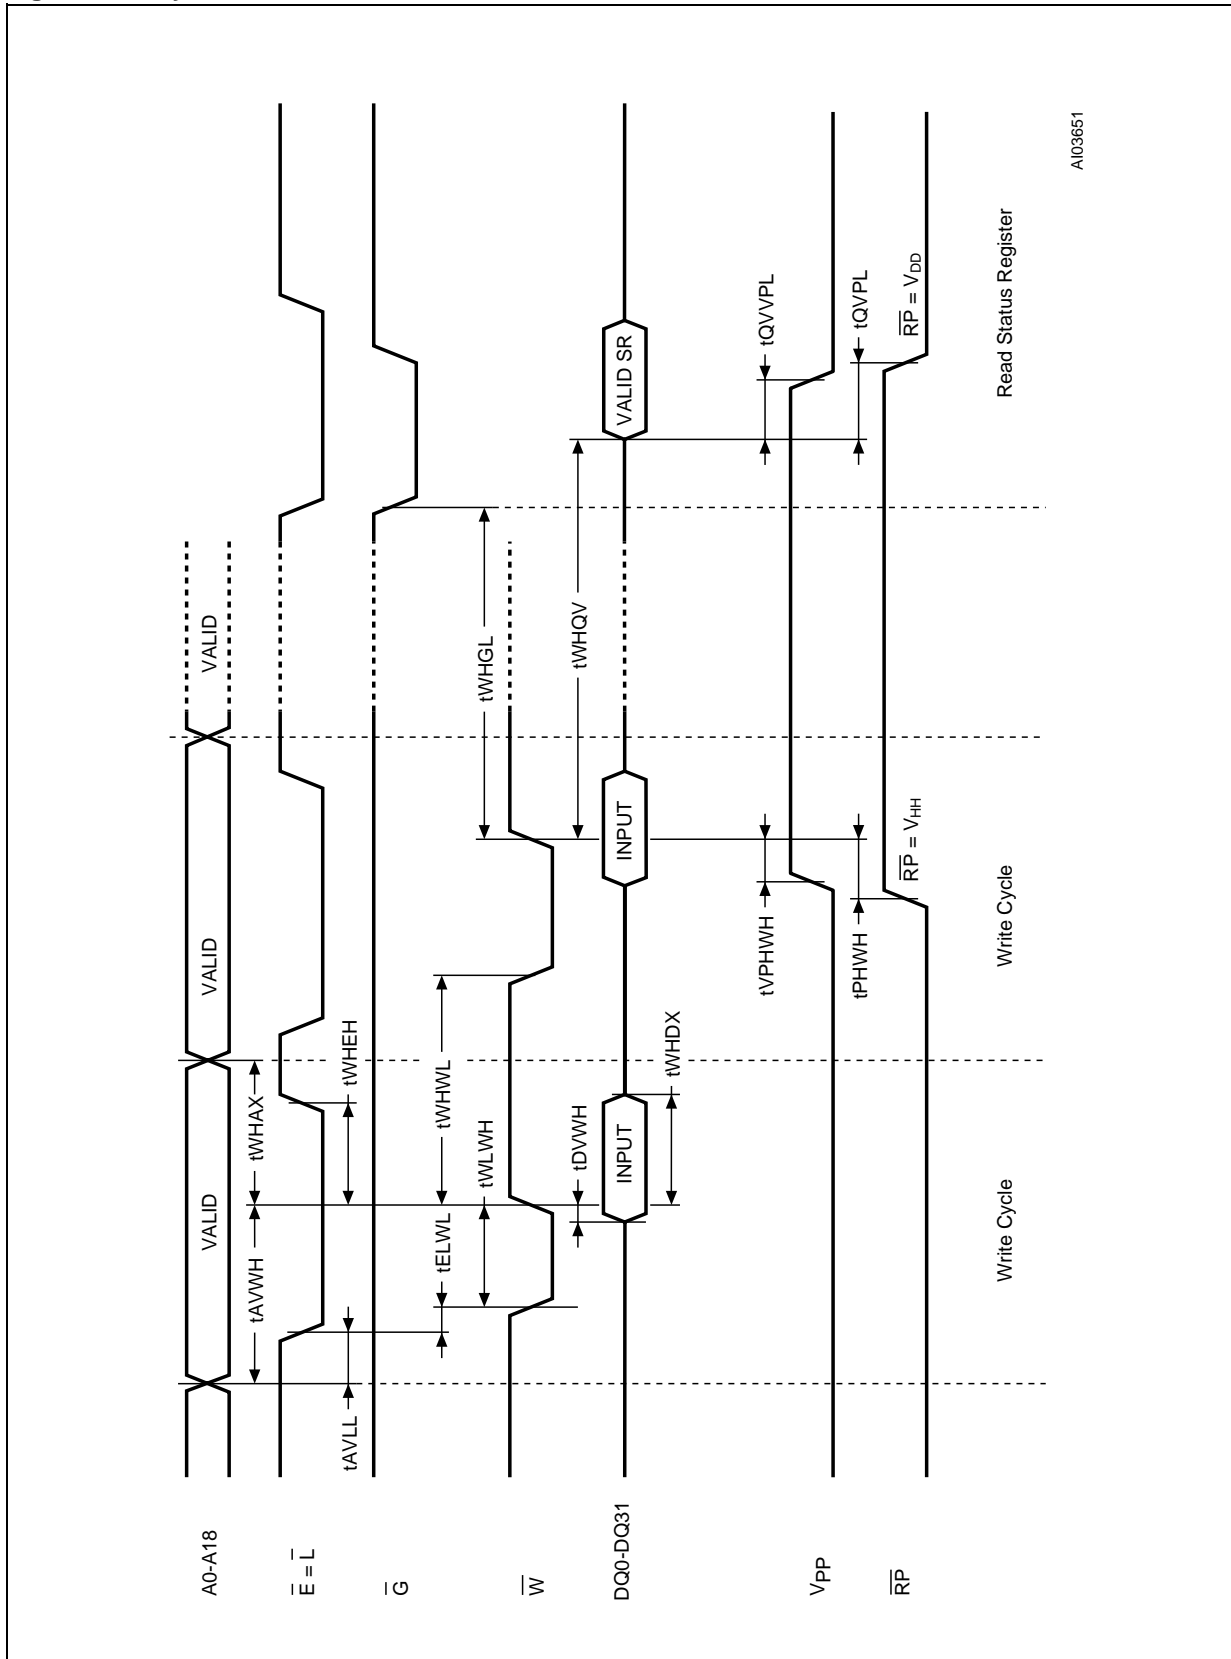 A0-A18
VALID
VALID
VALID
tAVWH
tWHAX
E = L
tAVLL
tWHEH
G
tELWL
tWHWL
tWLWH
tWHGL
W
tDVWH
tWHQV
DQ0-DQ31
INPUT
INPUT
VALID SR
tWHDX
tVPHWH
tQVVPL
VPP
tPHWH
tQVPL
RP
RP = VHH
RP = VDD
Write Cycle
Write Cycle
Read Status Register
AI03651